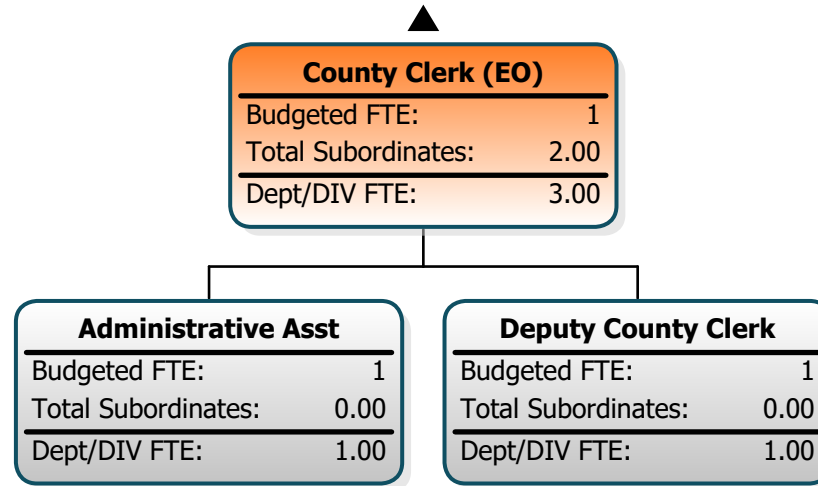 County Clerk (EO)
Budgeted FTE: 1
Total Subordinates: 2.00
Dept/DIV FTE: 3.00
Administrative Asst
Budgeted FTE: 1
Total Subordinates: 0.00
Dept/DIV FTE: 1.00
Deputy County Clerk
Budgeted FTE: 1
Total Subordinates: 0.00
Dept/DIV FTE: 1.00